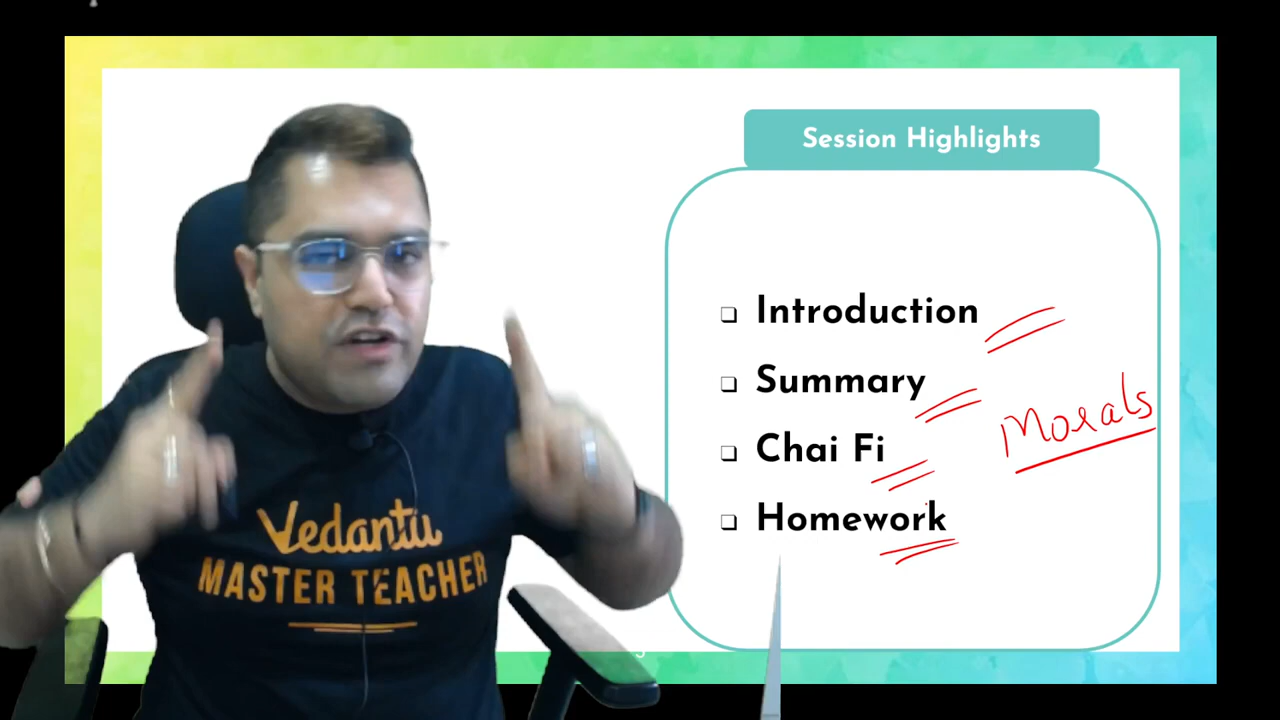 Session Highlights
❏ Introduction
❏ Summary
Morals
❏ Chai Fi
❏ Homework
Vedantu
MASTER TEACHER